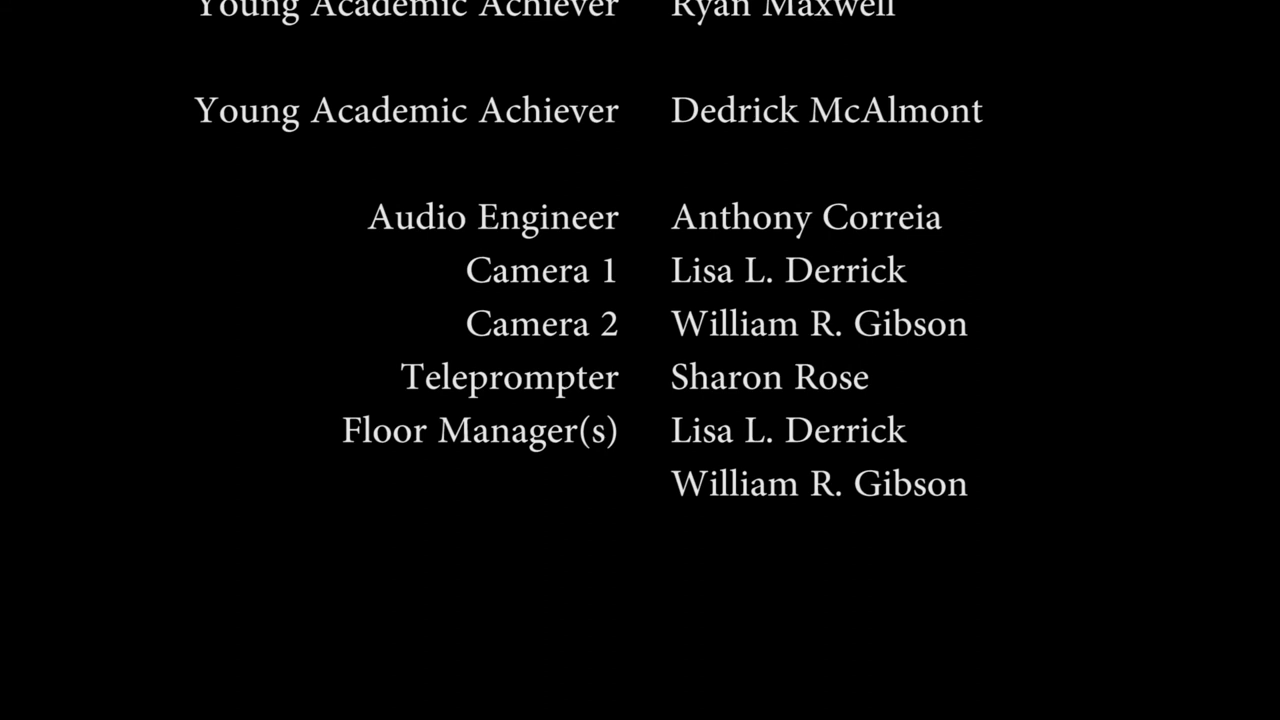 Young Academic Achiever Ryan Maxwell
Young Academic Achiever Dedrick McAlmont
Audio Engineer Anthony Correia
Camera 1 Lisa L. Derrick
Camera 2 William R. Gibson
Teleprompter Sharon Rose
Floor Manager(s) Lisa L. Derrick
William R. Gibson